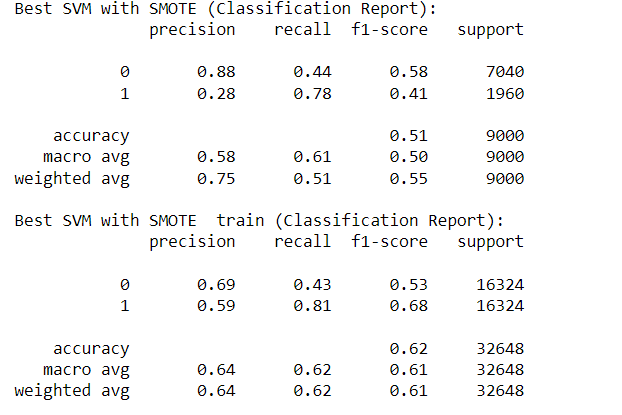 Best SVM with SMOTE (Classification Report):
precision recall f1-score support
0 0.88 0.44 0.58 7040
1 0.28 0.78 0.41 1960
accuracy 0.51 9000
macro avg 0.58 0.61 0.50 9000
weighted avg 0.75 0.51 0.55 9000
Best SVM with SMOTE  train (Classification Report):
precision recall f1-score support
0 0.69 0.43 0.53 16324
1 0.59 0.81 0.68 16324
accuracy 0.62 32648
macro avg 0.64 0.62 0.61 32648
weighted avg 0.64 0.62 0.61 32648